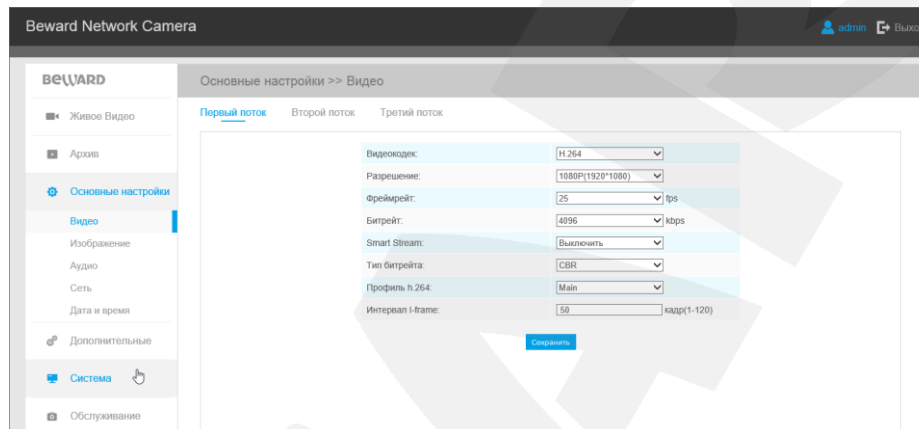 Beward Network Camera
admin
BEWARD
Основные настройки >> Видео
Живое Видео
Архив
Основные настройки
Видео
Изображение
Аудио
Сеть
Дата и время
Дополнительные
Система
Обслуживание
Первый поток Второй поток Третий поток
Видеокодек: H.264
Разрешение: 1080P(1920*1080)
Фреймрейт: 25 fps
Битрейт: 4096 kbps
Smart Stream: Выключить
Тип битрейта: CBR
Профиль h.264: Main
Интервал I-frame: 50 кадр(1-120)
Сохранить